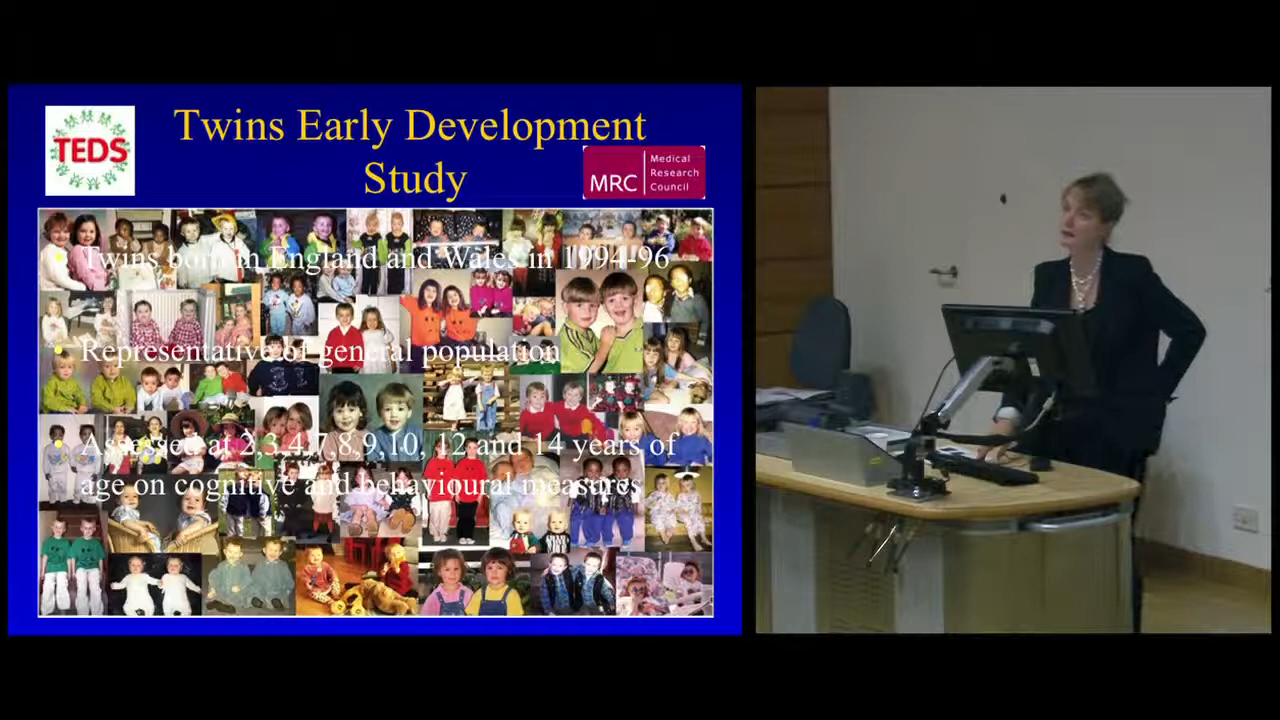 TEDS
Twins Early Development
Study
MRC
Medical
Research
Council
Twins born in England and Wales in 1994-96
Representative of general population
Assessed at 2,3,4,7,8,9,10, 12 and 14 years of
age on cognitive and behavioural measures